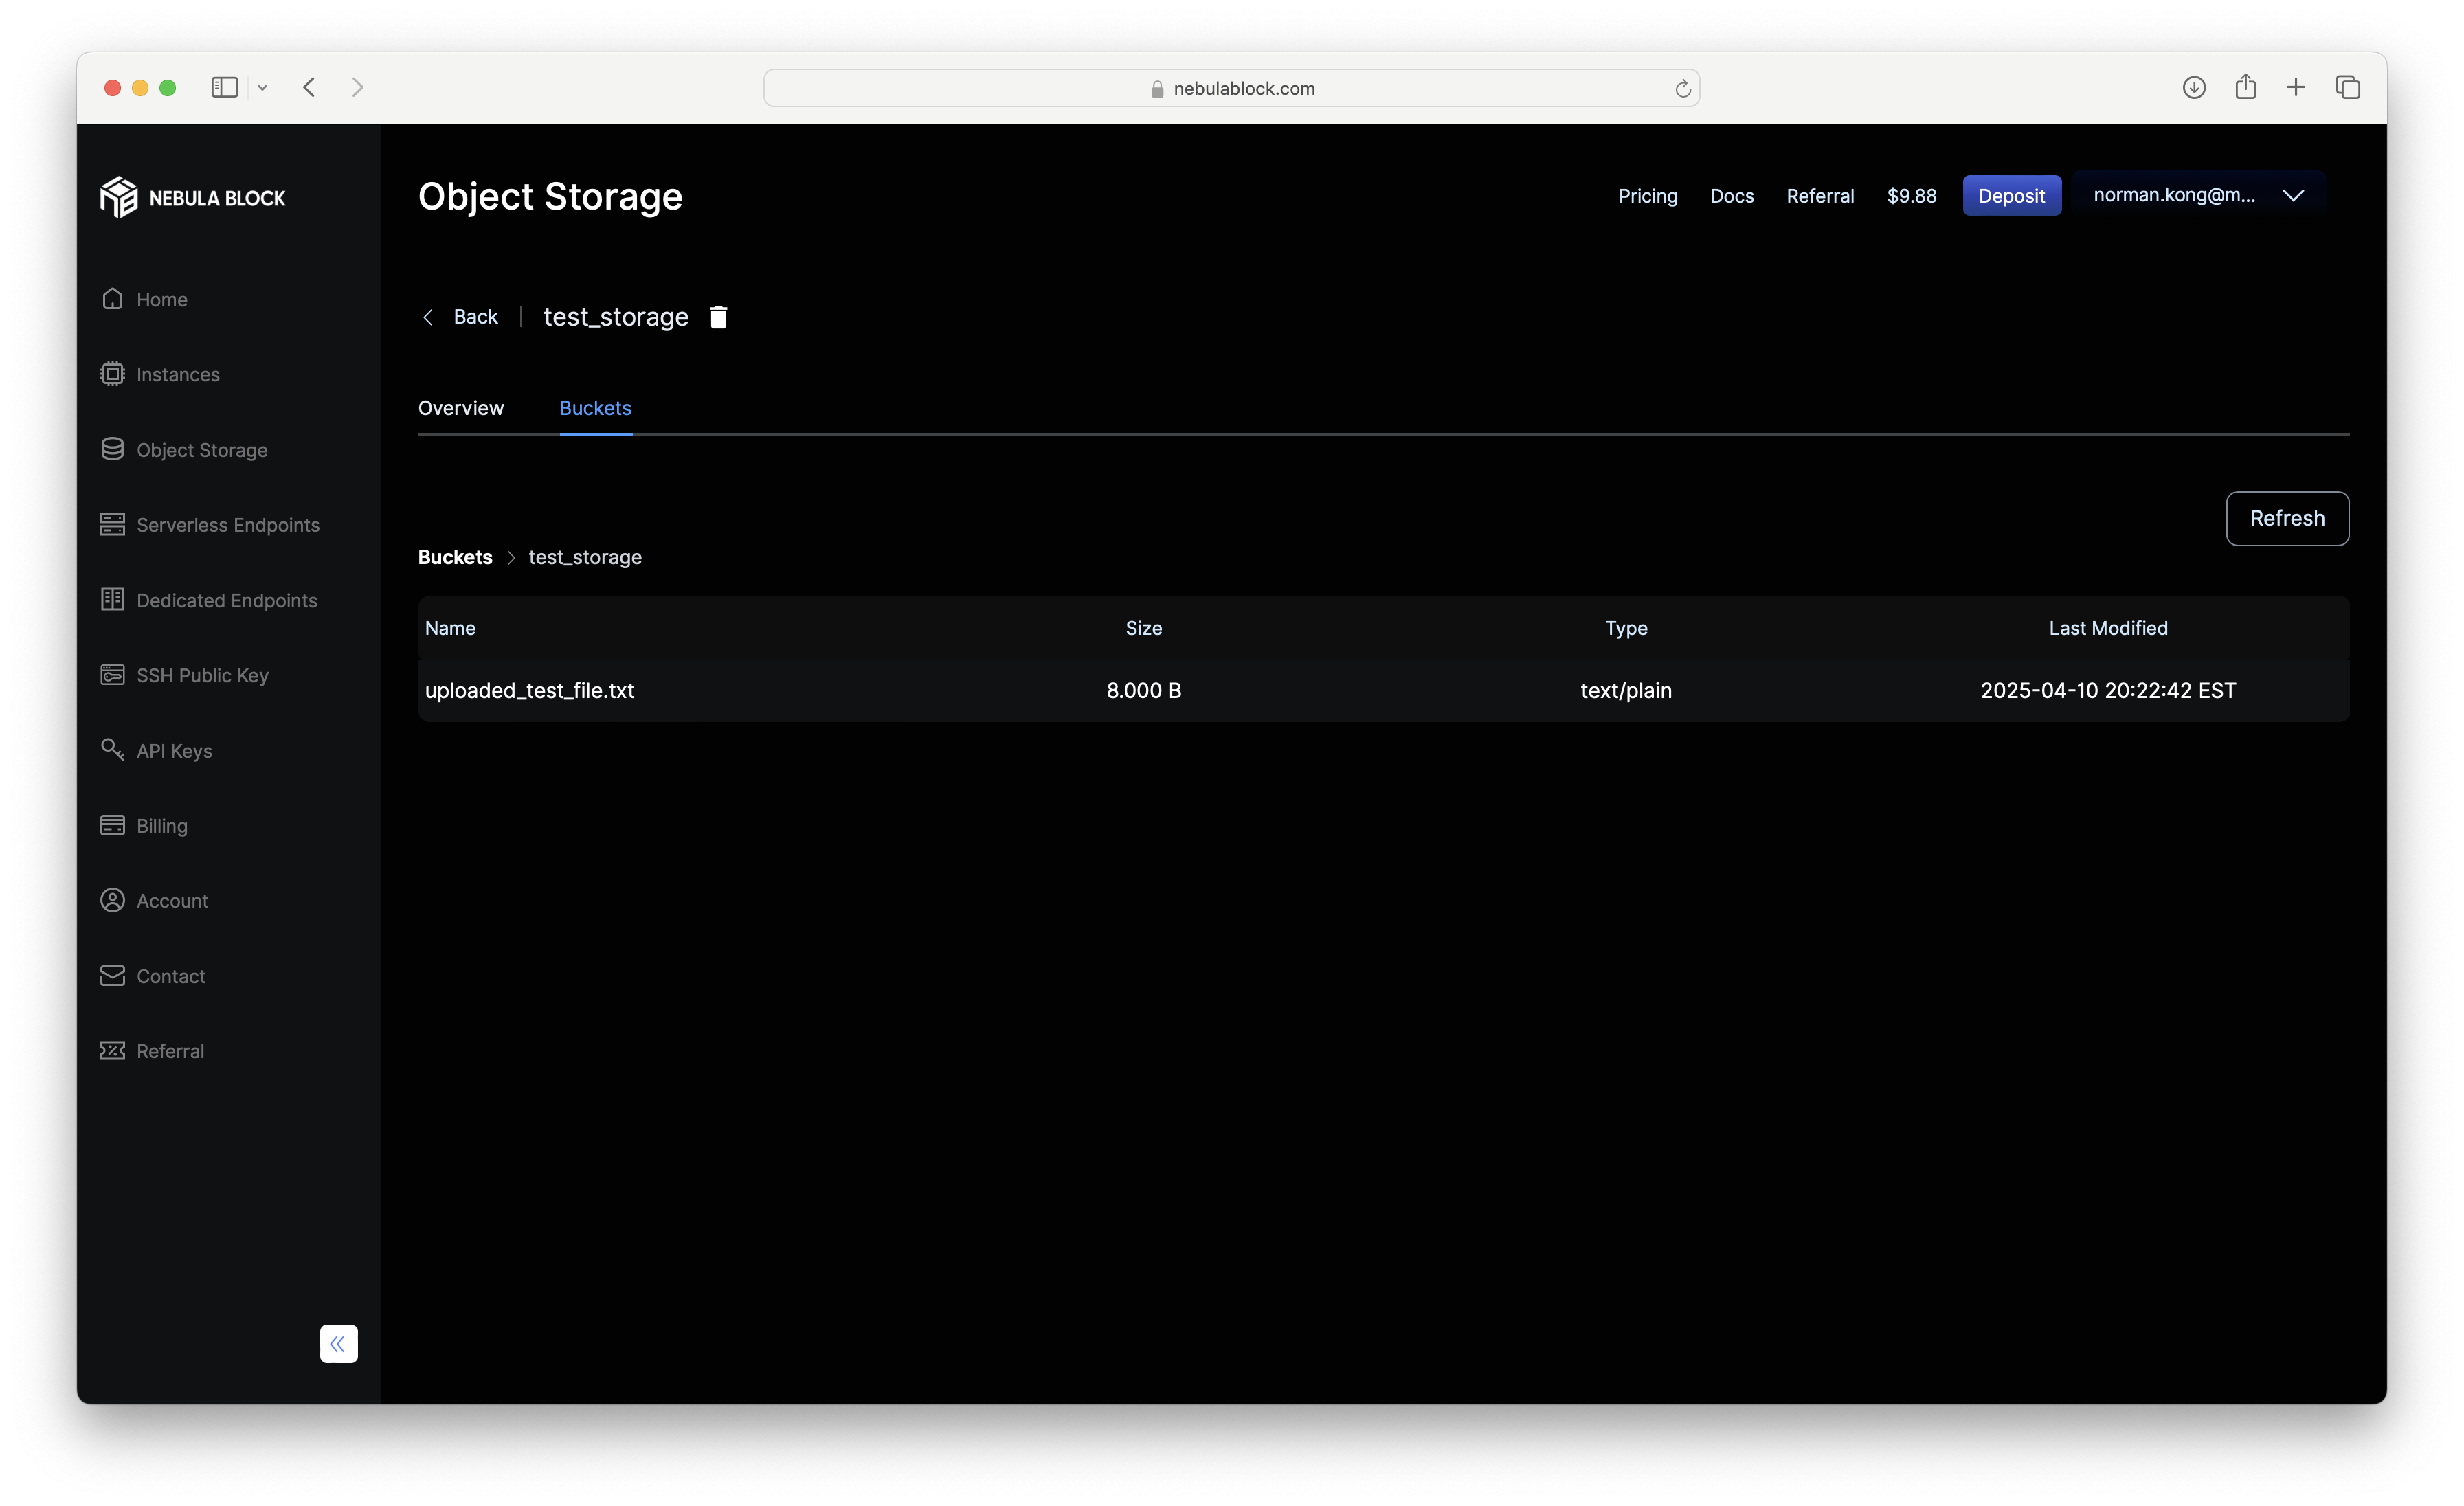 nebulablock.com
NEBULA BLOCK
Object Storage
Pricing Docs Referral $9.88 Deposit norman.kong@m...
Home
Instances
Object Storage
Serverless Endpoints
Dedicated Endpoints
SSH Public Key
API Keys
Billing
Account
Contact
Referral
Back test_storage
Overview Buckets
Refresh
Buckets > test_storage
Name Size Type Last Modified
uploaded_test_file.txt 8.000 B text/plain 2025-04-10 20:22:42 EST